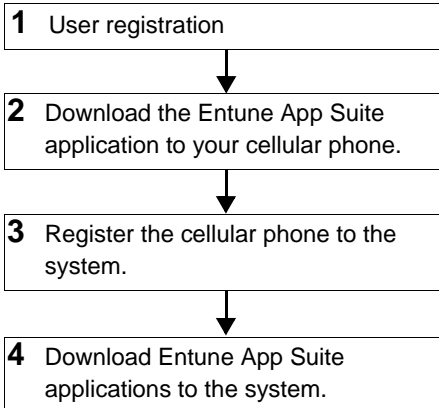 1 User registration
2 Download the Entune App Suite
application to your cellular phone.
3 Register the cellular phone to the
system.
4 Download Entune App Suite
applications to the system.